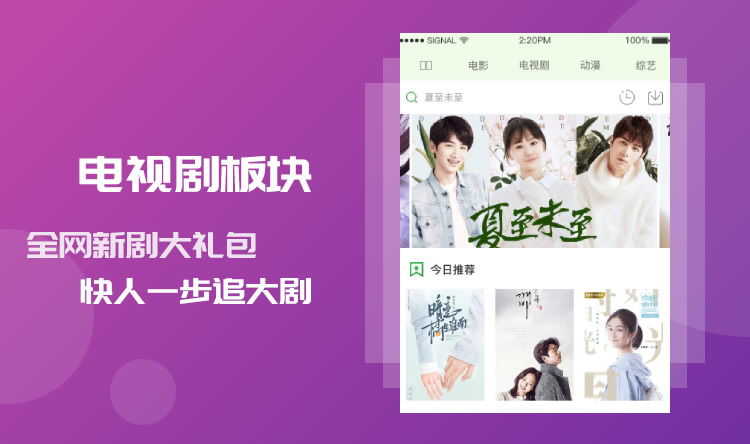 电视剧板块
全网新剧大礼包
快人一步追大剧
SIGNAL
2:20PM
100%
电影
电视剧
动漫
综艺
夏至未至
夏至未至
今日推荐